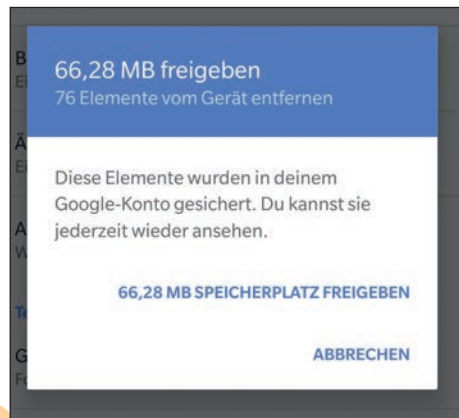 66,28 MB freigeben
76 Elemente vom Gerät entfernen
Diese Elemente wurden in deinem
Google-Konto gesichert. Du kannst sie
jederzeit wieder ansehen.
66,28 MB SPEICHERPLATZ FREIGEBEN
ABBRECHEN